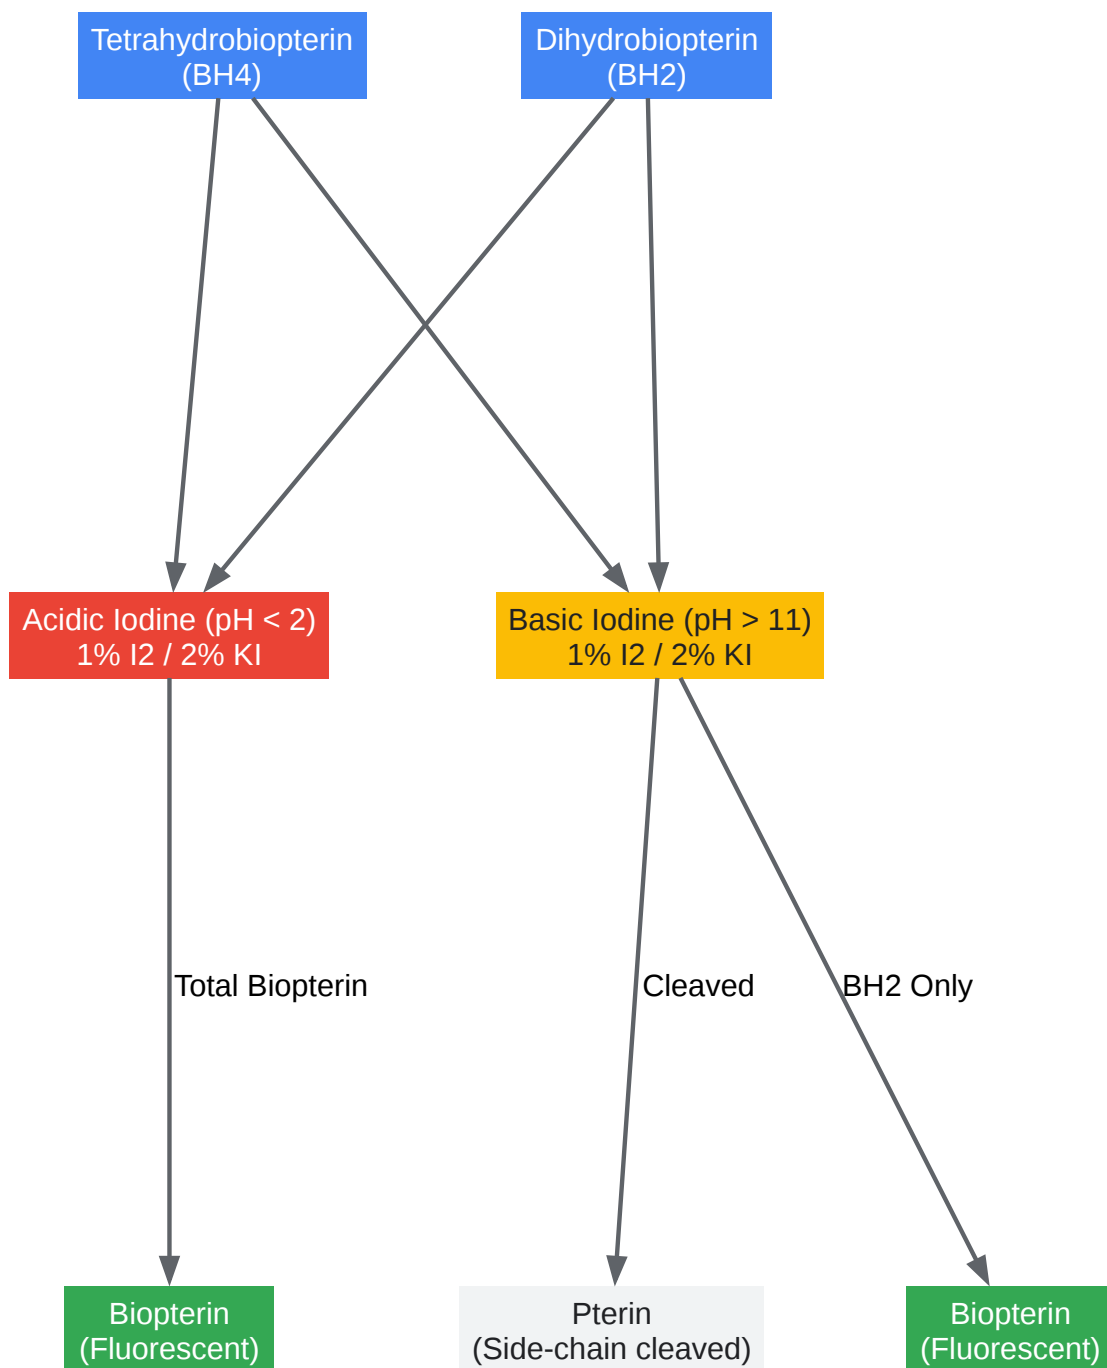 Tetrahydrobiopterin
(BH4)
Dihydrobiopterin
(BH2)
Acidic Iodine (pH < 2)
1% I2 / 2% KI
Basic Iodine (pH > 11)
1% I2 / 2% KI
Total Biopterin
Cleaved
BH2 Only
Biopterin
(Fluorescent)
Pterin
(Side-chain cleaved)
Biopterin
(Fluorescent)